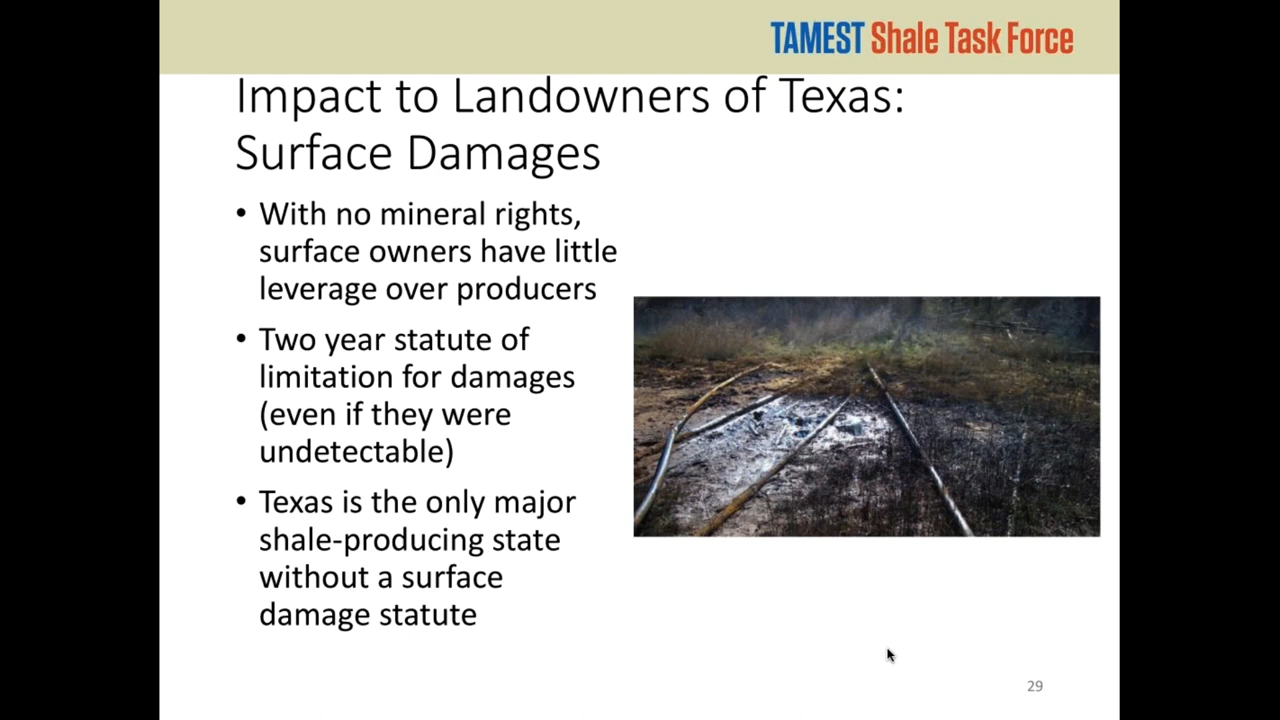 TAMEST Shale Task Force
Impact to Landowners of Texas:
Surface Damages
• With no mineral rights,
surface owners have little
leverage over producers
• Two year statute of
limitation for damages
(even if they were
undetectable)
• Texas is the only major
shale-producing state
without a surface
damage statute
29